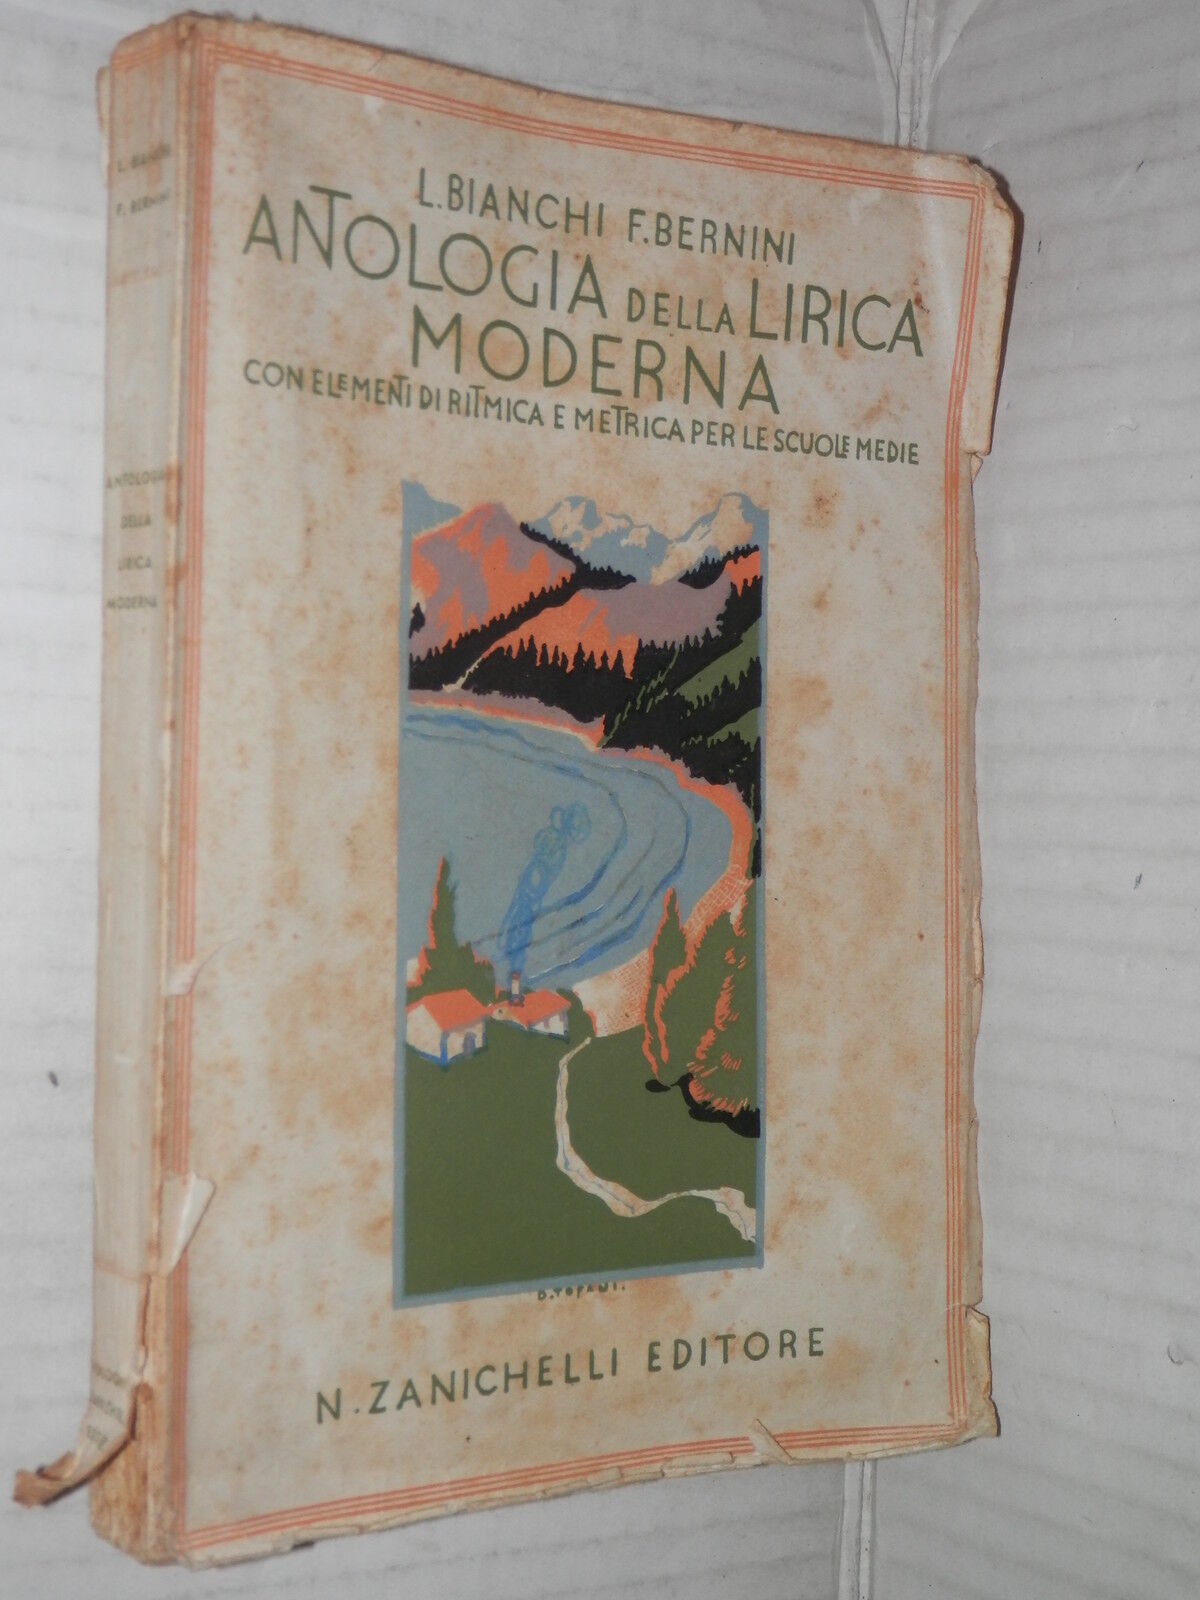 L. BIANCHI F. BERNINI
ANTOLOGIA DELLA LIRICA
MODERNA
CON ELEMENTI DI RITMICA E METRICA PER LE SCUOLE MEDIE
D. TOFANI.
N. ZANICHELLI EDITORE
L. BIANCHI
F. BERNINI
ANTOLOGIA
DELLA
LIRICA
MODERNA